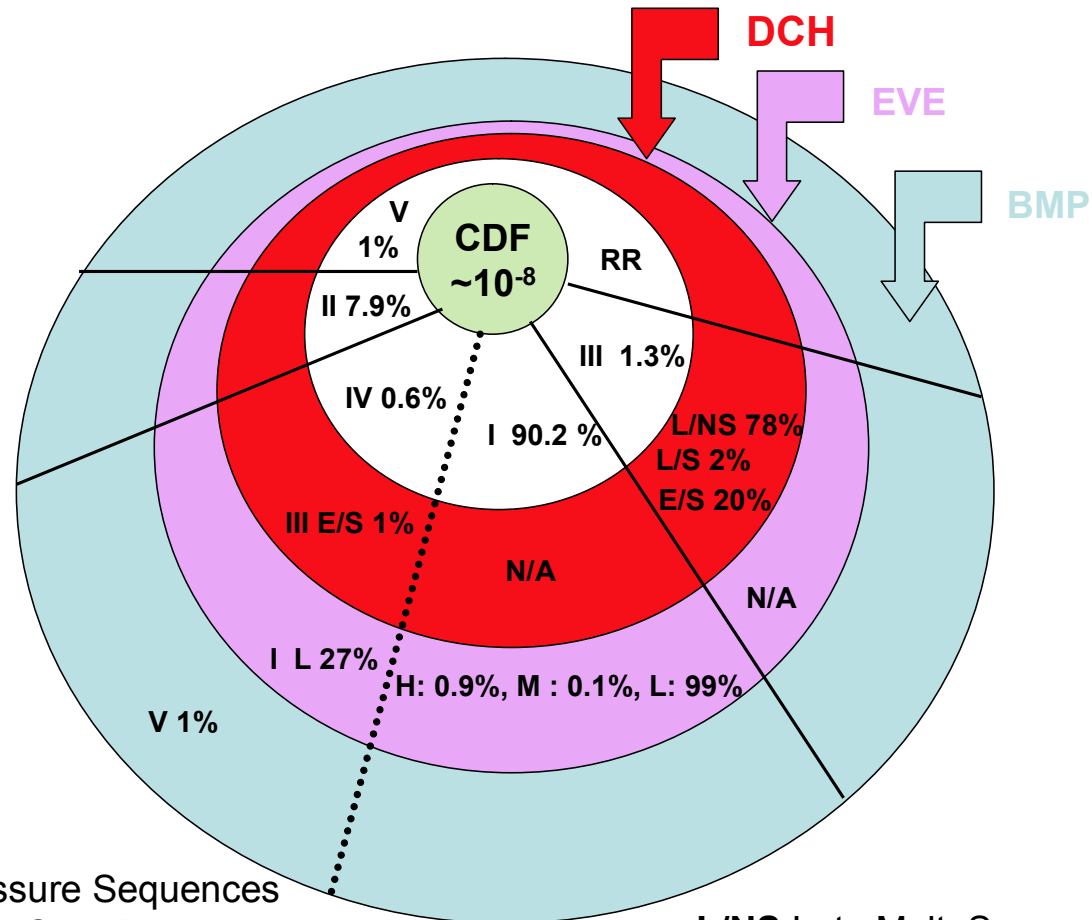 DCH
EVE
BMP
V
1%
CDF
~10-8
RR
II 7.9%
III 1.3%
IV 0.6%
I 90.2 %
L/NS 78%
L/S 2%
E/S 20%
III E/S 1%
N/A
N/A
I L 27%
H: 0.9%, M : 0.1%, L: 99%
V 1%
ssure Sequences